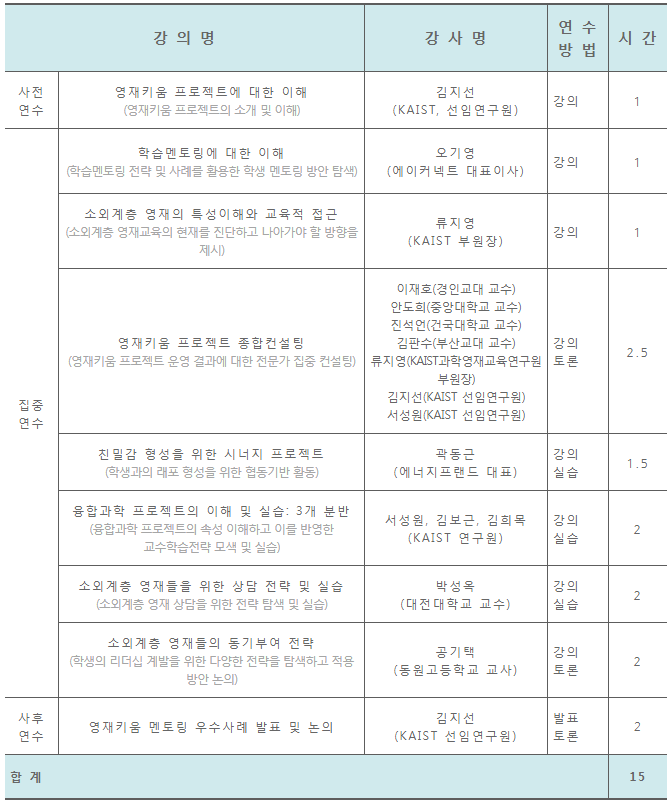 강 의 명
강 사 명
연 수
방 법
시 간
사전
연수
영재키움 프로젝트에 대한 이해
(영재키움 프로젝트의 소개 및 이해)
김지선
(KAIST, 선임연구원)
강의
1
집중
연수
학습멘토링에 대한 이해
(학습멘토링 전략 및 사례를 활용한 학생 멘토링 방안 탐색)
오기영
(에이커넥트 대표이사)
강의
1
소외계층 영재의 특성이해와 교육적 접근
(소외계층 영재교육의 현재를 진단하고 나아가야 할 방향을
제시)
류지영
(KAIST 부원장)
강의
1
영재키움 프로젝트 종합컨설팅
(영재키움 프로젝트 운영 결과에 대한 전문가 집중 컨설팅)
이재호(경인교대 교수)
안도희(중앙대학교 교수)
진석언(건국대학교 교수)
김판수(부산교대 교수)
류지영(KAIST과학영재교육연구원
부원장)
김지선(KAIST 선임연구원)
서성원(KAIST 선임연구원)
강의
토론
2.5
친밀감 형성을 위한 시너지 프로젝트
(학생과의 래포 형성을 위한 협동기반 활동)
곽동근
(에너지프랜드 대표)
강의
실습
1.5
융합과학 프로젝트의 이해 및 실습: 3개 분반
(융합과학 프로젝트의 속성 이해하고 이를 반영한
교수학습전략 모색 및 실습)
서성원, 김보근, 김희목
(KAIST 연구원)
강의
실습
2
소외계층 영재들을 위한 상담 전략 및 실습
(소외계층 영재 상담을 위한 전략 탐색 및 실습)
박성옥
(대전대학교 교수)
강의
실습
2
소외계층 영재들의 동기부여 전략
(학생의 리더십 계발을 위한 다양한 전략을 탐색하고 적용
방안 논의)
공기택
(동원고등학교 교사)
강의
토론
2
사후
연수
영재키움 멘토링 우수사례 발표 및 논의
김지선
(KAIST 선임연구원)
발표
토론
2
합 계
15